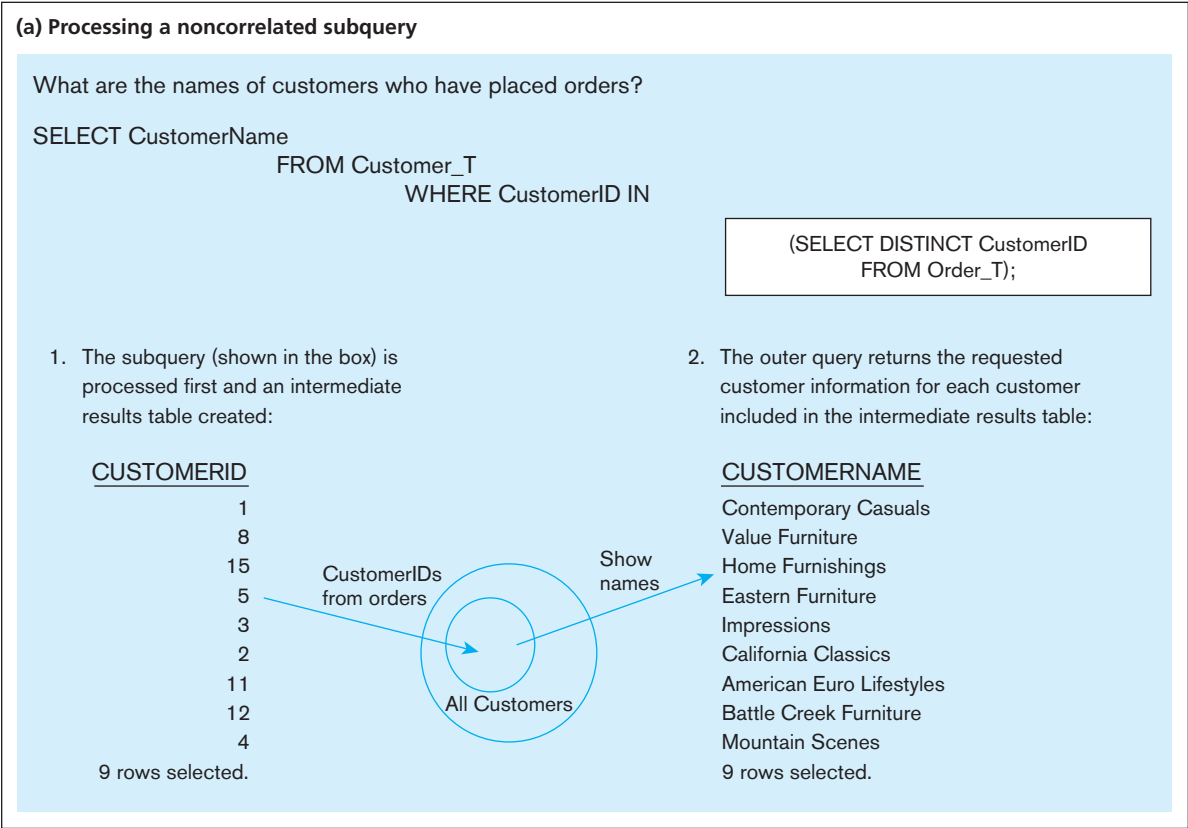 (a) Processing a noncorrelated subquery
What are the names of customers who have placed orders?
SELECT CustomerName
FROM Customer_T
WHERE CustomerID IN
(SELECT DISTINCT CustomerID
FROM Order_T);
1. The subquery (shown in the box) is
processed first and an intermediate
results table created:
CUSTOMERID
1
8
15
5
3
2
11
12
4
9 rows selected.
CustomerIDs
from orders
All Customers
Show
names
2. The outer query returns the requested
customer information for each customer
included in the intermediate results table:
CUSTOMERNAME
Contemporary Casuals
Value Furniture
Home Furnishings
Eastern Furniture
Impressions
California Classics
American Euro Lifestyles
Battle Creek Furniture
Mountain Scenes
9 rows selected.